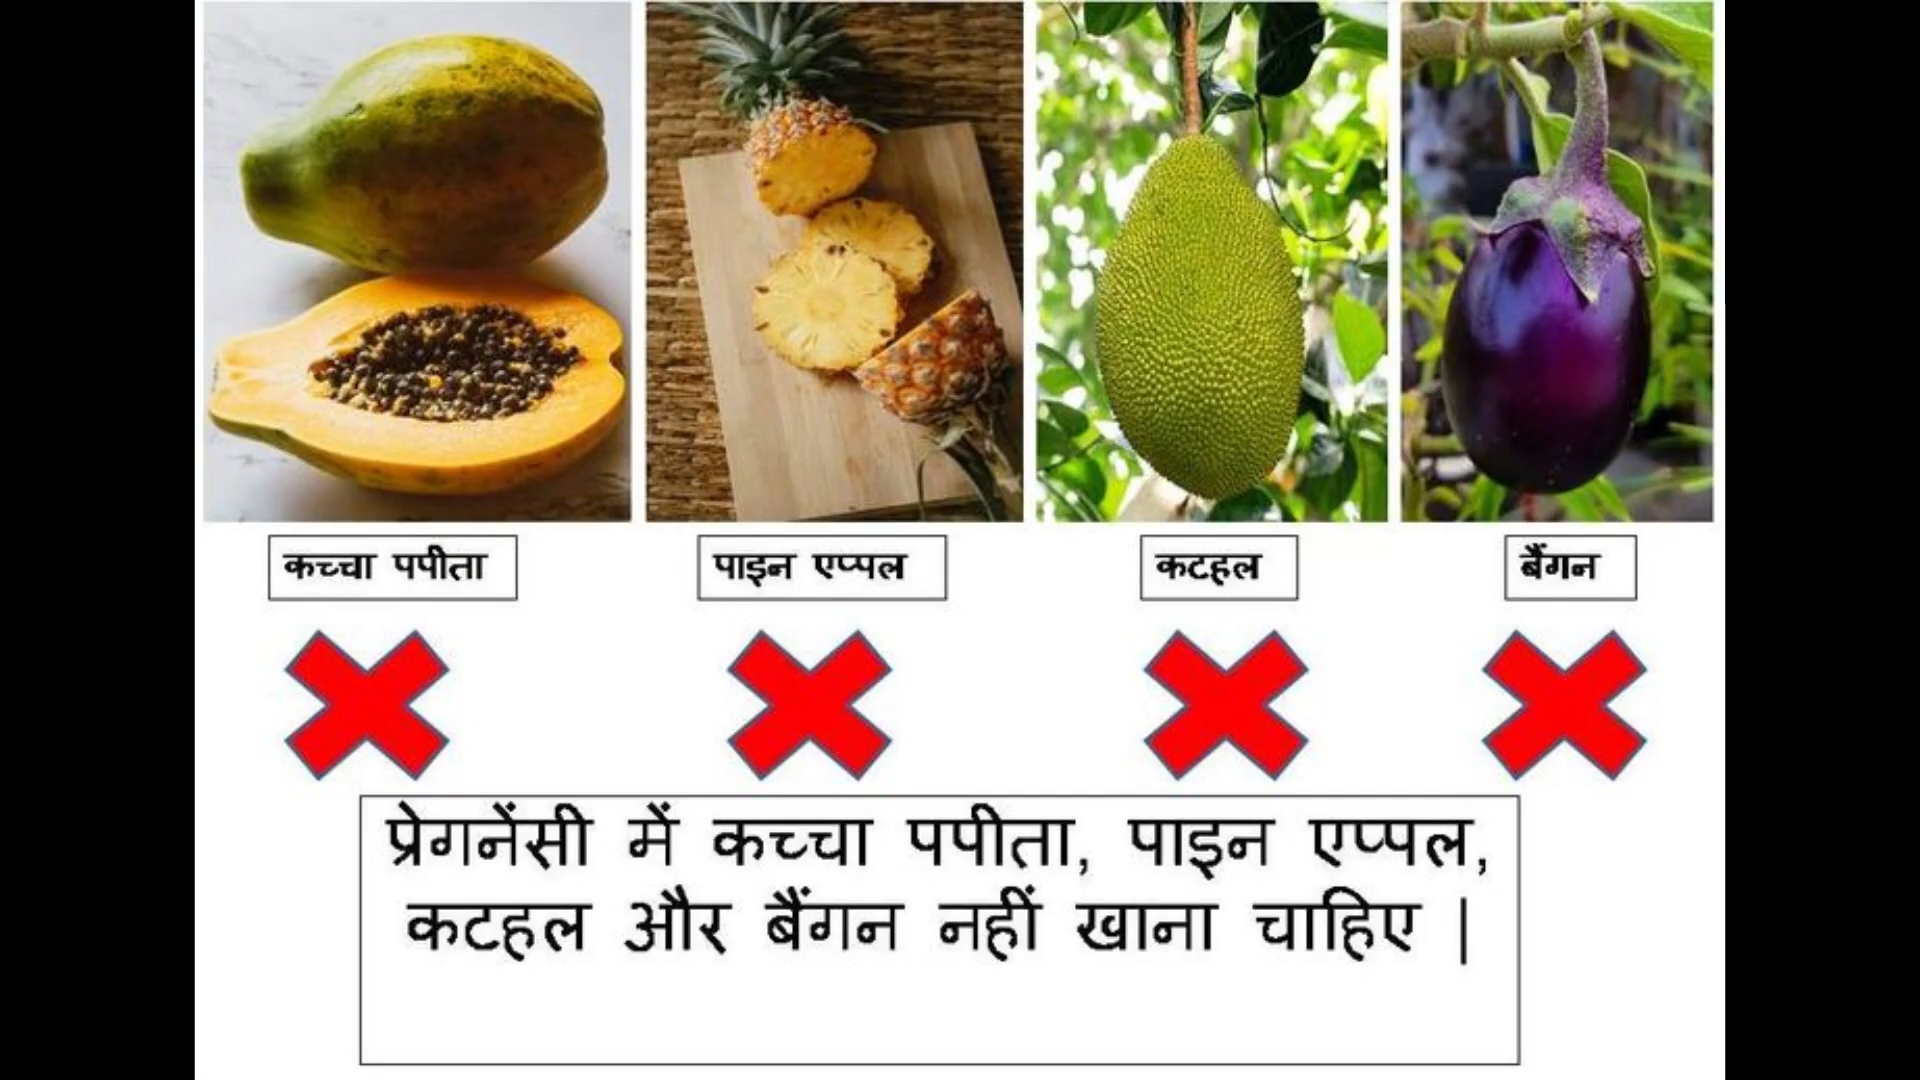 कच्चा पपीता
पाइन एप्पल
कटहल
बैंगन
प्रेगनेंसी में कच्चा पपीता, पाइन एप्पल,
कटहल और बैंगन नहीं खाना चाहिए |